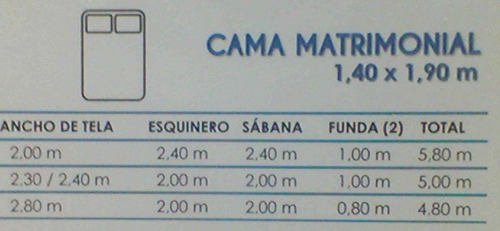 CAMA MATRIMONIAL
1,40 x 1,90 m
ANCHO DE TELA ESQUINERO SÁBANA FUNDA (2) TOTAL
2.00 m 2,40 m 2,40 m 1,00 m 5,80 m
2.30 / 2,40 m 2,00 m 2,00 m 1,00 m 5,00 m
2.80 m 2,00 m 2,00 m 0,80 m 4,80 m